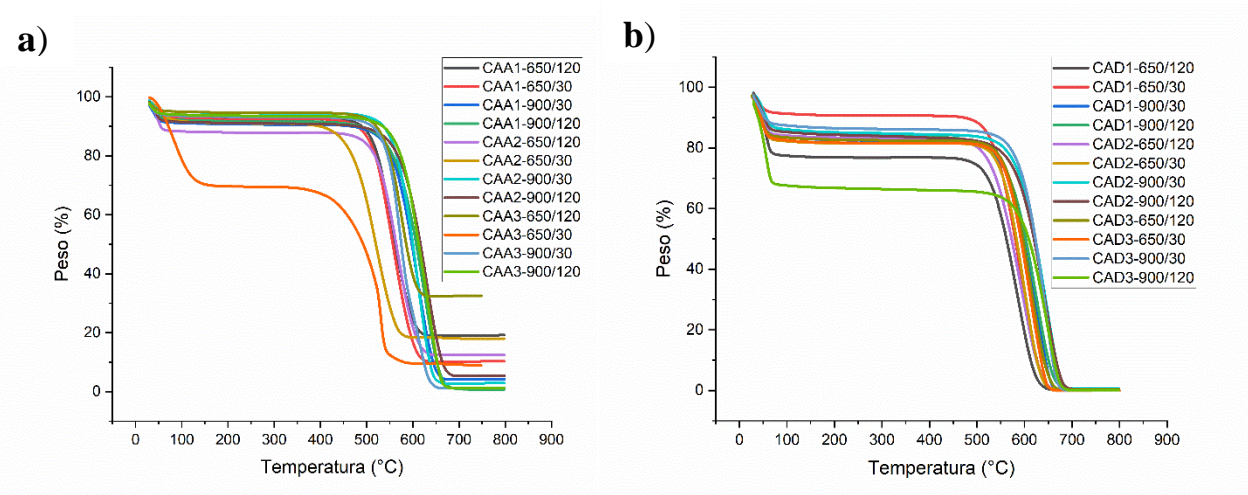 a)
CAA1-650/120
CAA1-650/30
CAA1-900/30
CAA1-900/120
CAA2-650/120
CAA2-650/30
CAA2-900/30
CAA2-900/120
CAA3-650/120
CAA3-650/30
CAA3-900/30
CAA3-900/120
Peso (%)
100
80
60
40
20
0
0 100 200 300 400 500 600 700 800 900
Temperatura (°C)
b)
CAD1-650/120
CAD1-650/30
CAD1-900/30
CAD1-900/120
CAD2-650/120
CAD2-650/30
CAD2-900/30
CAD2-900/120
CAD3-650/120
CAD3-650/30
CAD3-900/30
CAD3-900/120
Peso (%)
100
80
60
40
20
0
0 100 200 300 400 500 600 700 800 900
Temperatura (°C)